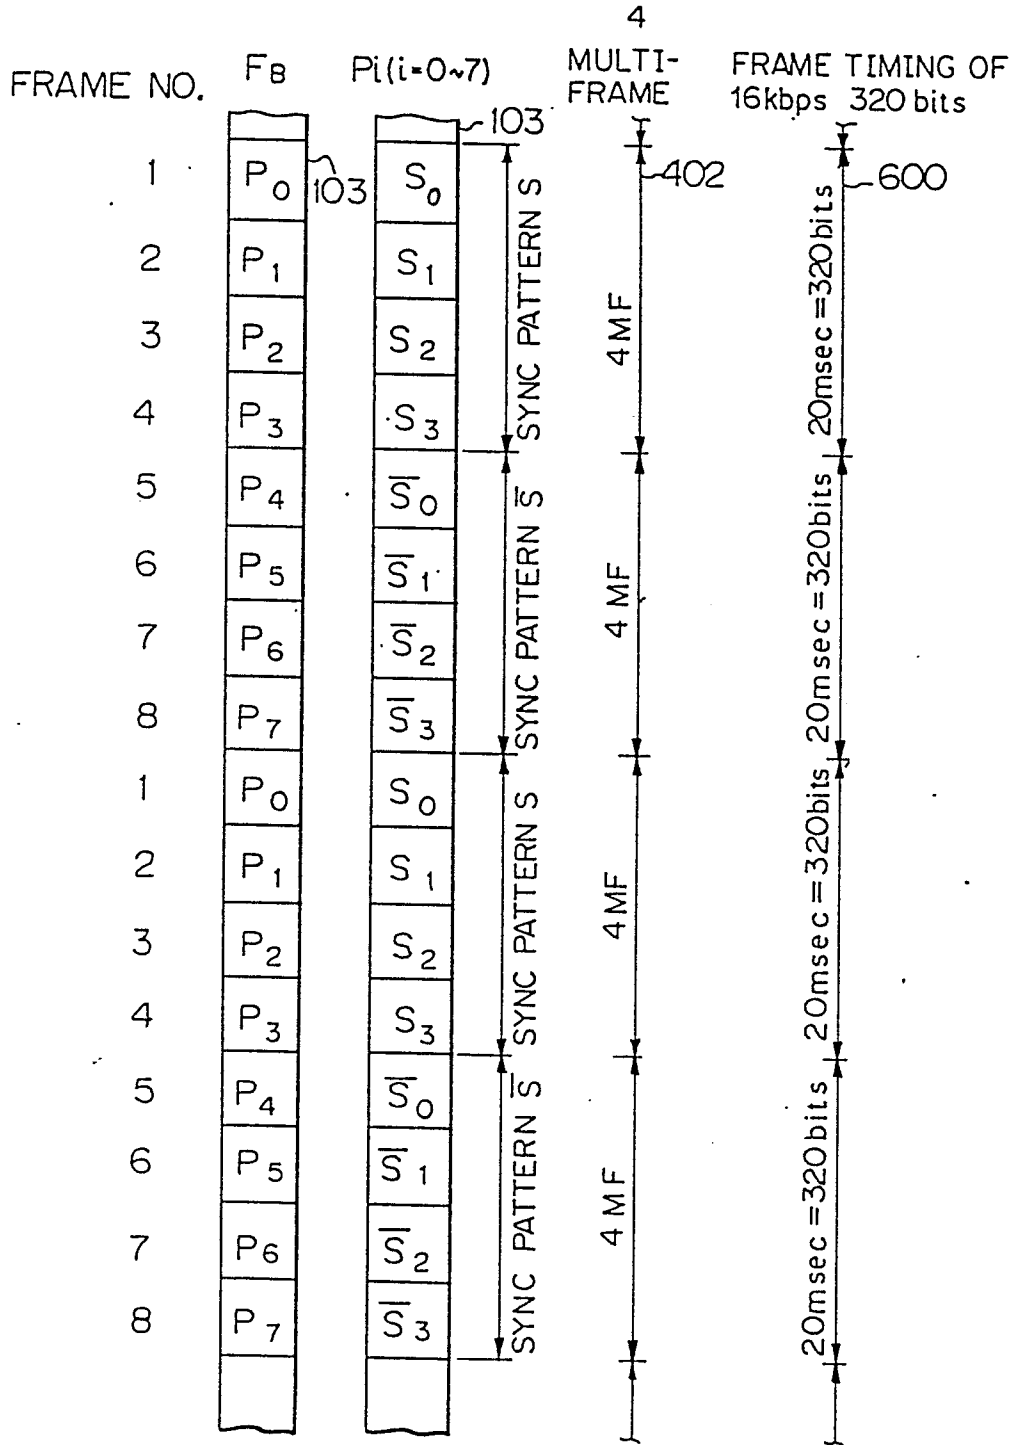 4
FRAME NO.
FB
Pi(i=0~7)
MULTI-
FRAME
FRAME TIMING OF
16kbps 320 bits
103
103
402
600
1 P0 S0
2 P1 S1
3 P2 S2
4 P3 S3
5 P4 S̅0
6 P5 S̅1
7 P6 S̅2
8 P7 S̅3
1 P0 S0
2 P1 S1
3 P2 S2
4 P3 S3
5 P4 S̅0
6 P5 S̅1
7 P6 S̅2
8 P7 S̅3
SYNC PATTERN S
SYNC PATTERN S̅
SYNC PATTERN S
SYNC PATTERN S̅
4MF
4MF
4MF
4MF
20msec=320bits
20msec=320bits
20msec=320bits
20msec=320bits